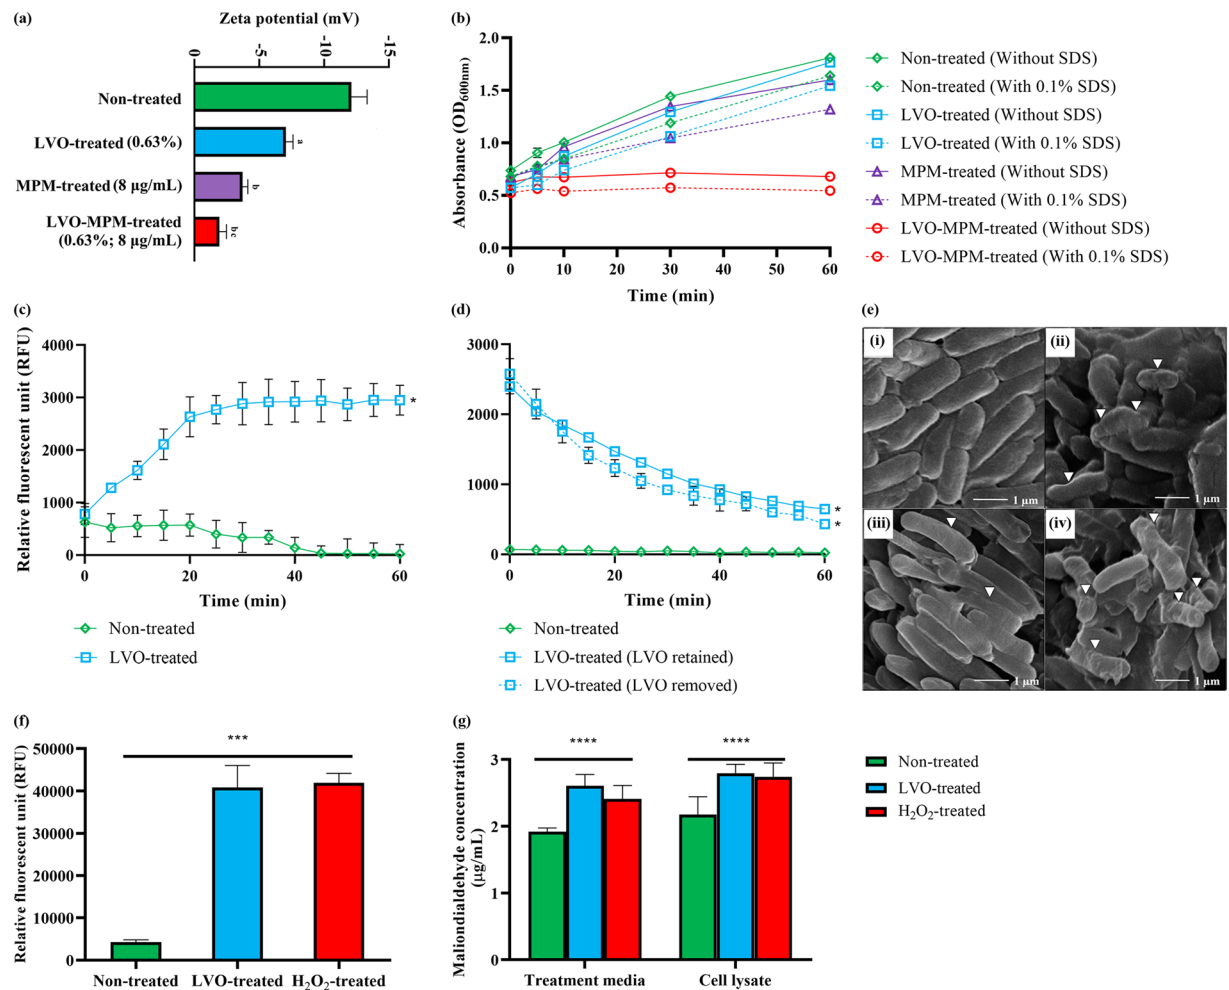 (a)
Zeta potential (mV)
0
-5
-10
-15
Non-treated
LVO-treated (0.63%)
a
MPM-treated (8 µg/mL)
b
LVO-MPM-treated
(0.63%; 8 µg/mL)
bc
(b)
Absorbance (OD600nm)
2.0
1.5
1.0
0.5
0.0
0
10
20
30
40
50
60
Time (min)
Non-treated (Without SDS)
Non-treated (With 0.1% SDS)
LVO-treated (Without SDS)
LVO-treated (With 0.1% SDS)
MPM-treated (Without SDS)
MPM-treated (With 0.1% SDS)
LVO-MPM-treated (Without SDS)
LVO-MPM-treated (With 0.1% SDS)
(c)
Relative fluorescent unit (RFU)
4000
3000
2000
1000
0
*
0
20
40
60
Time (min)
Non-treated
LVO-treated
(d)
3000
2000
1000
0
*
*
0
20
40
60
Time (min)
Non-treated
LVO-treated (LVO retained)
LVO-treated (LVO removed)
(e)
(i)
1 µm
(ii)
1 µm
(iii)
1 µm
(iv)
1 µm
(f)
Relative fluorescent unit (RFU)
50000
40000
30000
20000
10000
0
***
Non-treated
LVO-treated
H2O2-treated
(g)
Maliondialdehyde concentration
(µg/mL)
3
2
1
0
****
****
Treatment media
Cell lysate
Non-treated
LVO-treated
H2O2-treated